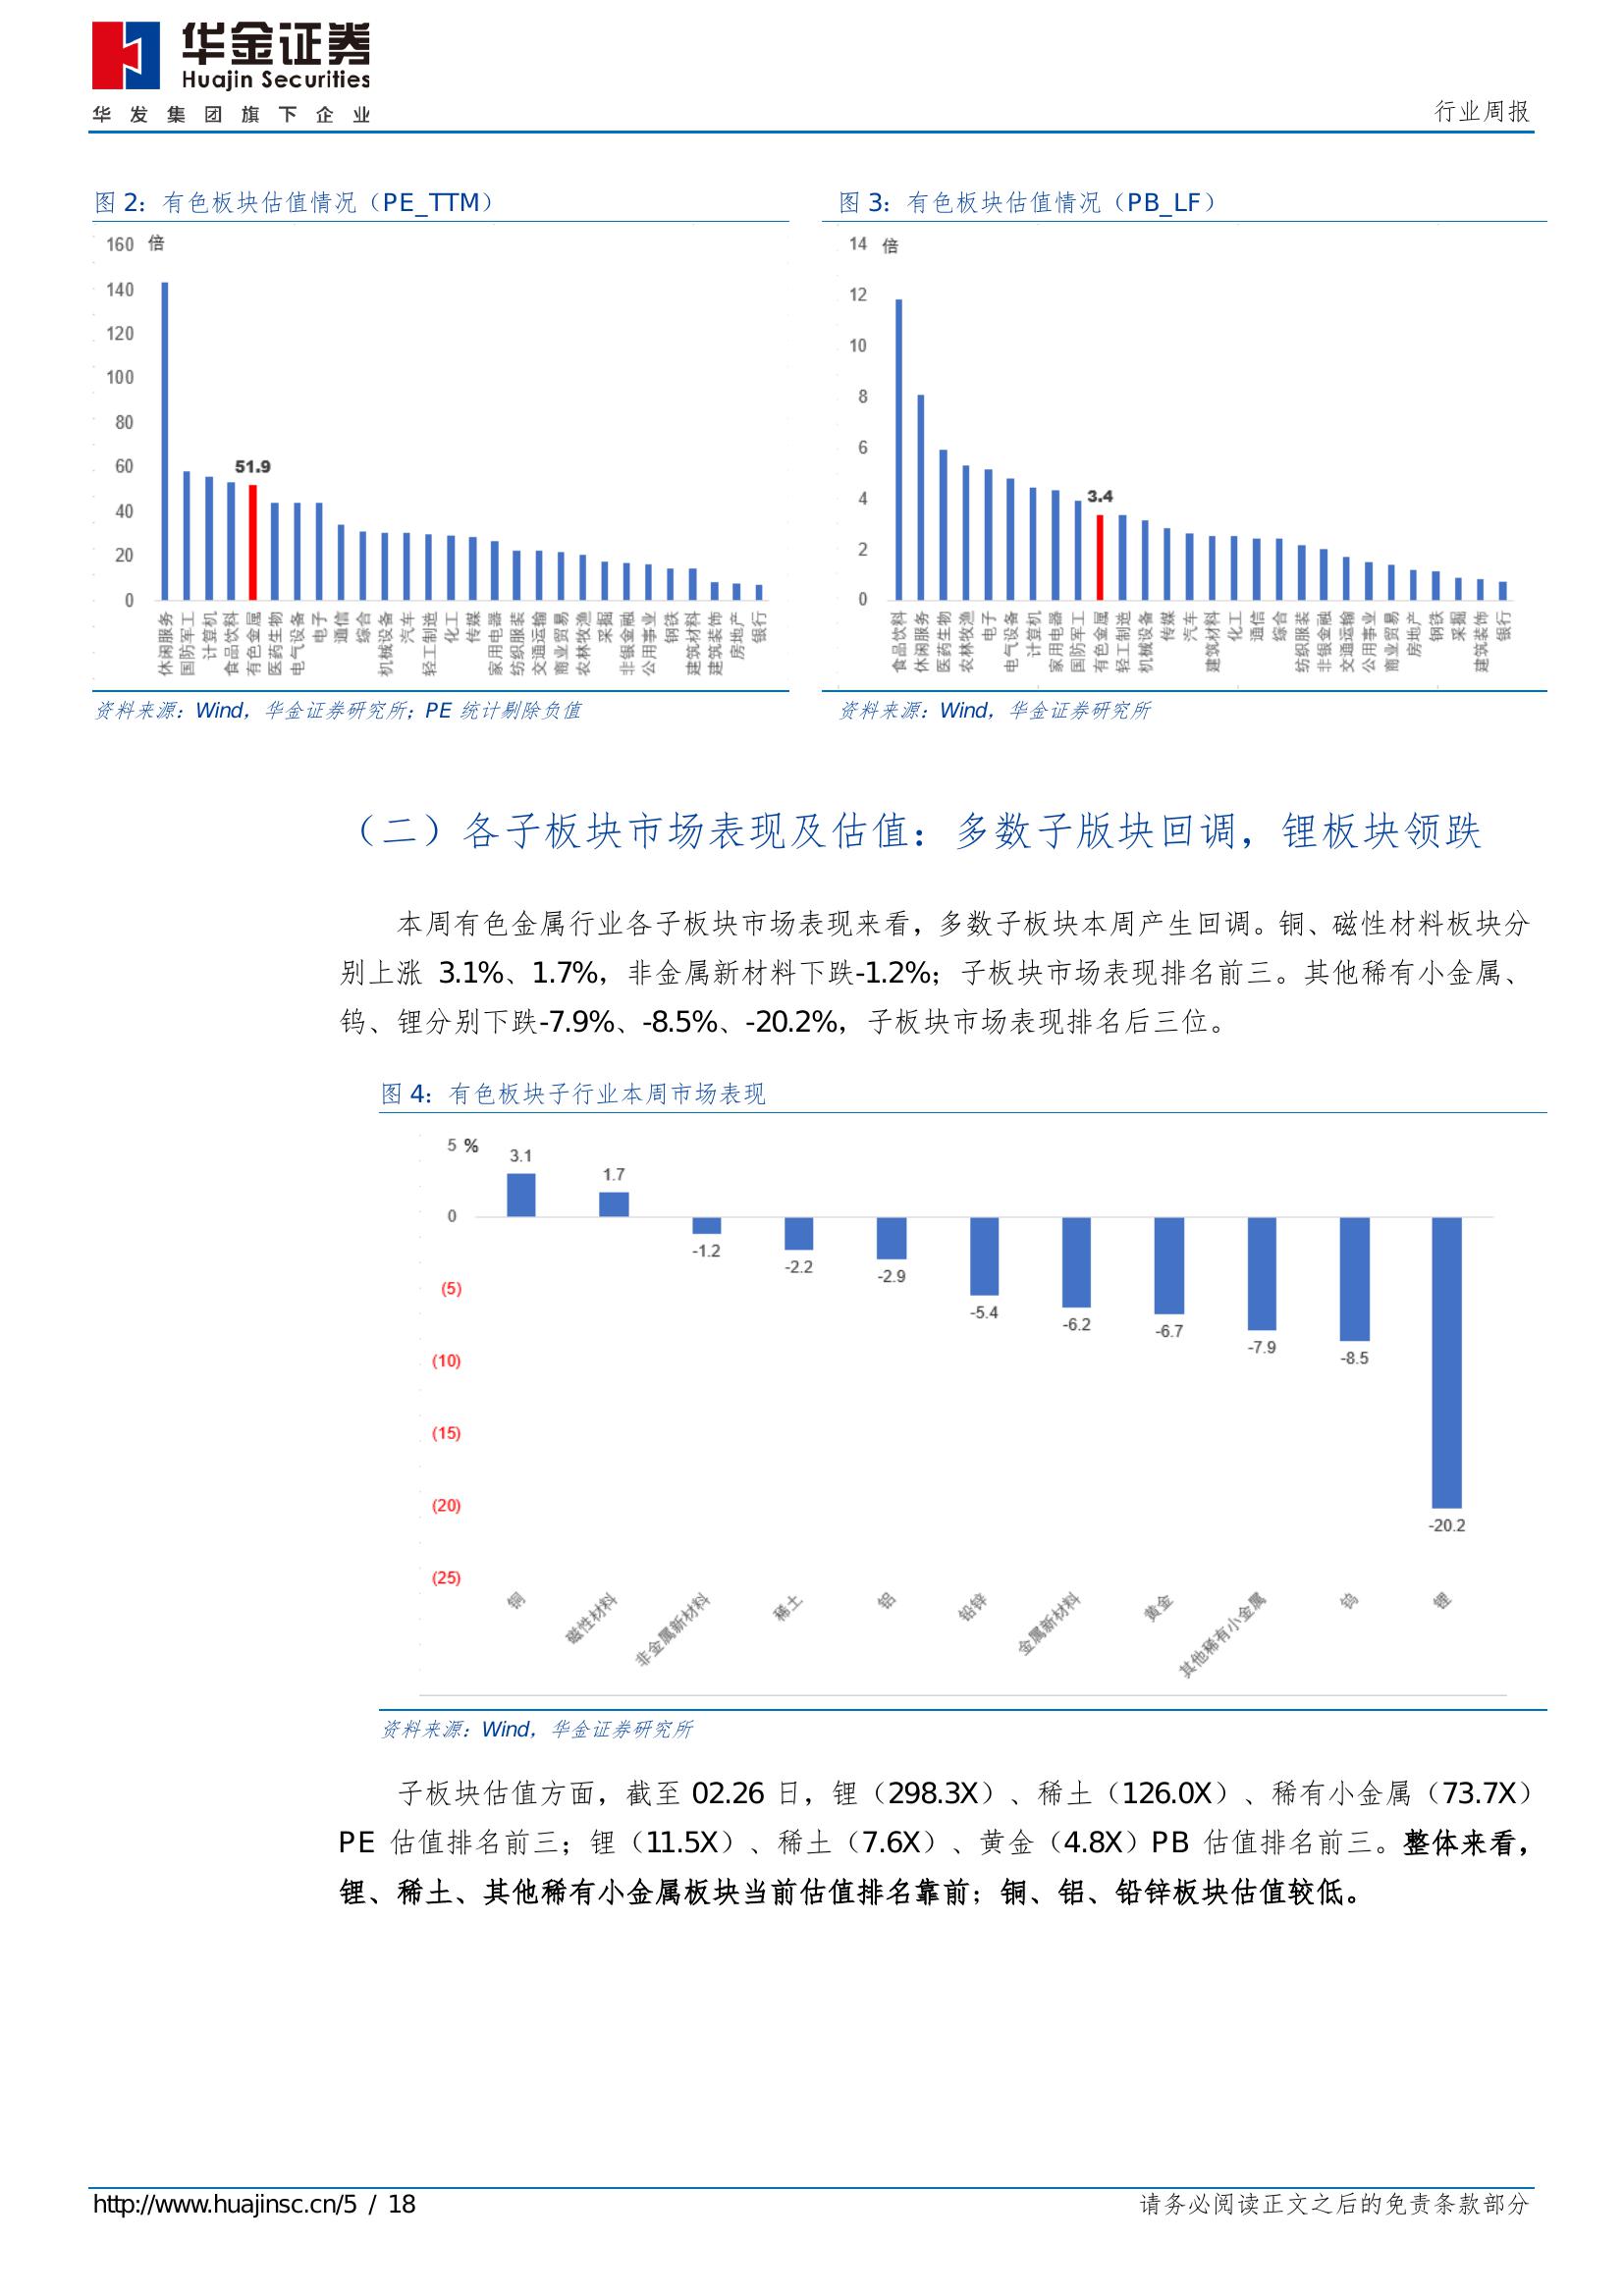 华金证券
Huajin Securities
华发集团旗下企业
行业周报
图 2：有色板块估值情况（PE_TTM）
160 倍
140
120
100
80
60
40
20
0
51.9
休闲服务 国防军工 计算机 食品饮料 有色金属 医药生物 电气设备 电子 通信 综合 机械设备 汽车 轻工制造 化工 传媒 家用电器 纺织服装 交通运输 商业贸易 农林牧渔 采掘 非银金融 公用事业 钢铁 建筑材料 建筑装饰 房地产 银行
资料来源：Wind，华金证券研究所；PE 统计剔除负值
图 3：有色板块估值情况（PB_LF）
14 倍
12
10
8
6
4
2
0
3.4
食品饮料 休闲服务 医药生物 农林牧渔 电子 电气设备 计算机 家用电器 国防军工 有色金属 轻工制造 机械设备 传媒 汽车 建筑材料 化工 通信 综合 纺织服装 非银金融 交通运输 公用事业 商业贸易 房地产 钢铁 采掘 建筑装饰 银行
资料来源：Wind，华金证券研究所
（二）各子板块市场表现及估值：多数子版块回调，锂板块领跌
本周有色金属行业各子板块市场表现来看，多数子板块本周产生回调。铜、磁性材料板块分
别上涨 3.1%、1.7%，非金属新材料下跌-1.2%；子板块市场表现排名前三。其他稀有小金属、
钨、锂分别下跌-7.9%、-8.5%、-20.2%，子板块市场表现排名后三位。
图 4：有色板块子行业本周市场表现
5 %
0
(5)
(10)
(15)
(20)
(25)
3.1 1.7 -1.2 -2.2 -2.9 -5.4 -6.2 -6.7 -7.9 -8.5 -20.2
铜 磁性材料 非金属新材料 稀土 铝 铅锌 金属新材料 黄金 其他稀有小金属 钨 锂
资料来源：Wind，华金证券研究所
子板块估值方面，截至 02.26 日，锂（298.3X）、稀土（126.0X）、稀有小金属（73.7X）
PE 估值排名前三；锂（11.5X）、稀土（7.6X）、黄金（4.8X）PB 估值排名前三。整体来看，
锂、稀土、其他稀有小金属板块当前估值排名靠前；铜、铝、铅锌板块估值较低。
http://www.huajinsc.cn/5 / 18
请务必阅读正文之后的免责条款部分